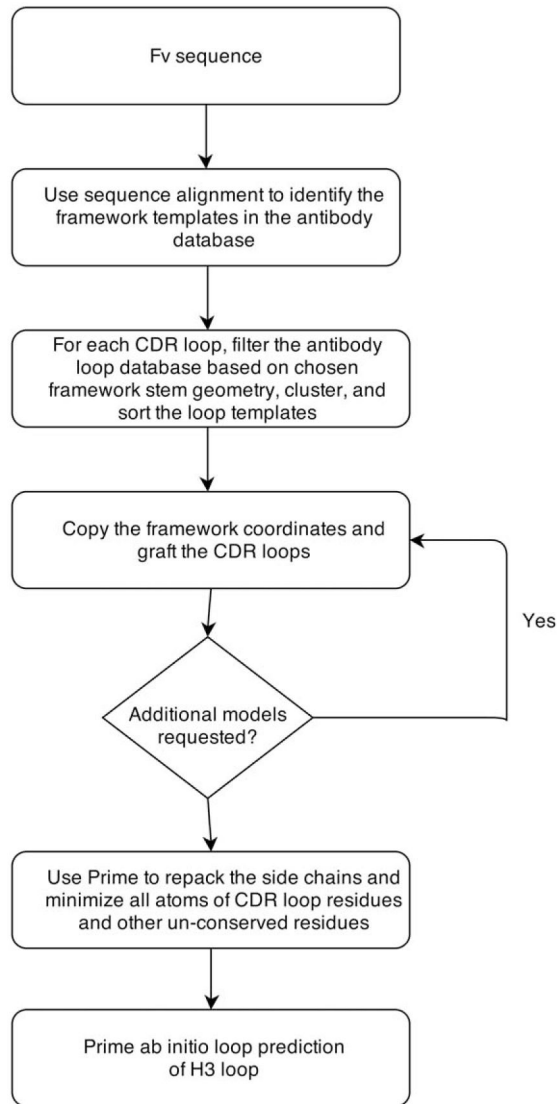 Fv sequence
Use sequence alignment to identify the
framework templates in the antibody
database
For each CDR loop, filter the antibody
loop database based on chosen
framework stem geometry, cluster, and
sort the loop templates
Copy the framework coordinates and
graft the CDR loops
Yes
Additional models
requested?
Use Prime to repack the side chains and
minimize all atoms of CDR loop residues
and other un-conserved residues
Prime ab initio loop prediction
of H3 loop